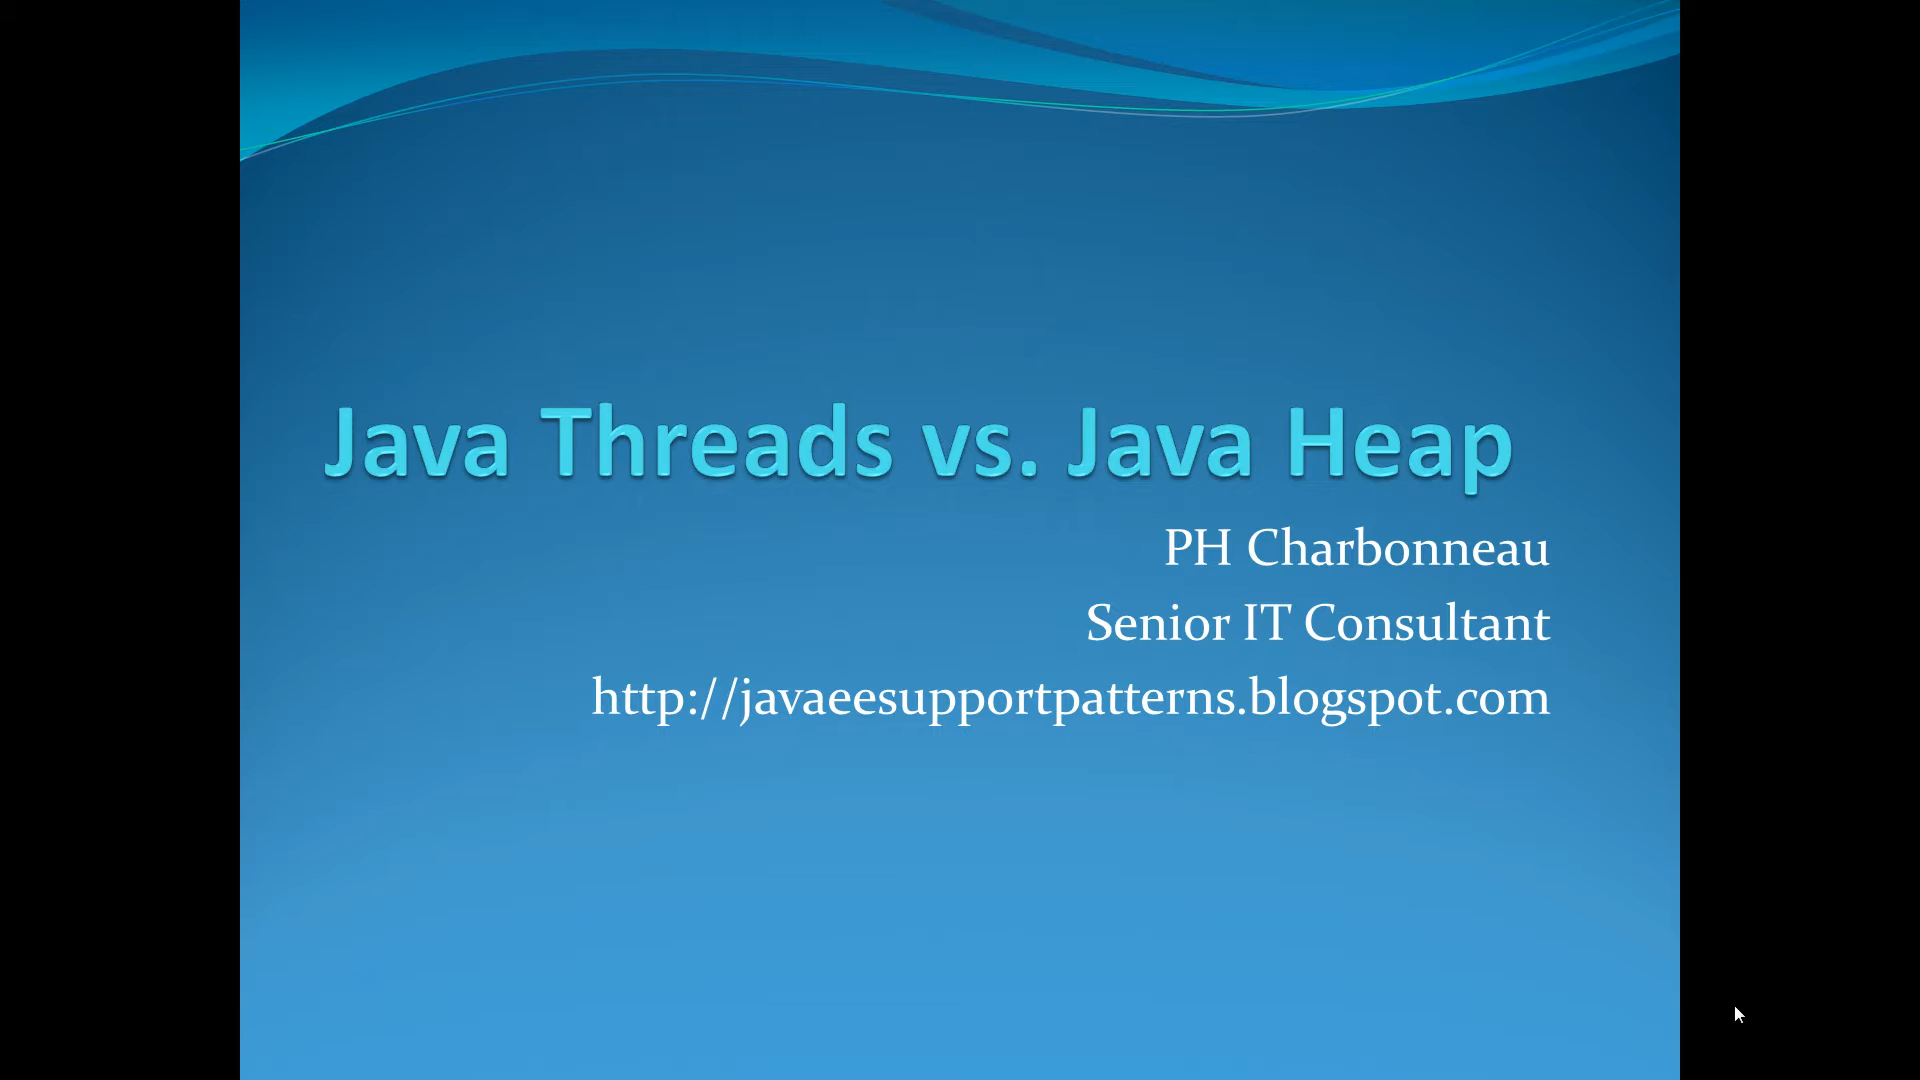 Java Threads vs. Java Heap
PH Charbonneau
Senior IT Consultant
http://javaeesupportpatterns.blogspot.com